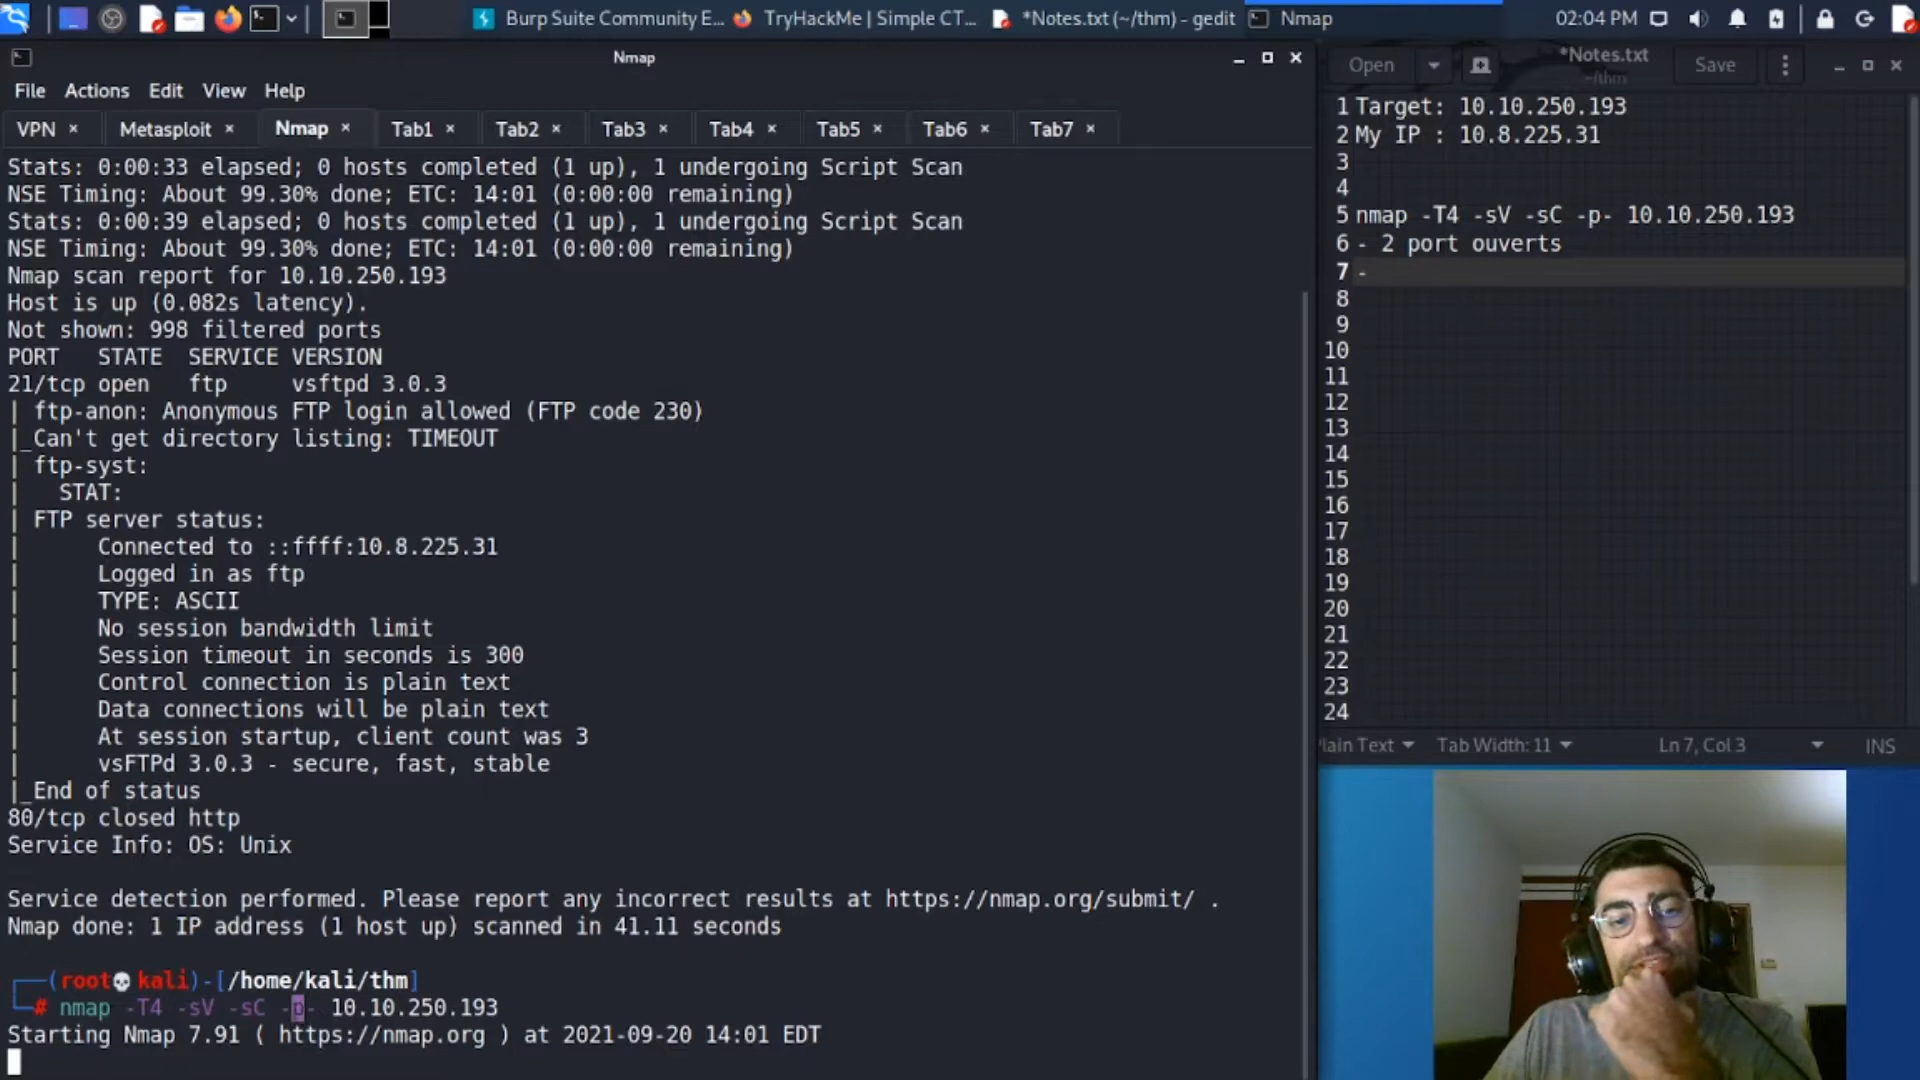 Burp Suite Community E...
TryHackMe | Simple CT...
*Notes.txt (~/thm) - gedit
Nmap
02:04 PM
Nmap
File Actions Edit View Help
VPN × Metasploit × Nmap × Tab1 × Tab2 × Tab3 × Tab4 × Tab5 × Tab6 × Tab7 ×
Stats: 0:00:33 elapsed; 0 hosts completed (1 up), 1 undergoing Script Scan
NSE Timing: About 99.30% done; ETC: 14:01 (0:00:00 remaining)
Stats: 0:00:39 elapsed; 0 hosts completed (1 up), 1 undergoing Script Scan
NSE Timing: About 99.30% done; ETC: 14:01 (0:00:00 remaining)
Nmap scan report for 10.10.250.193
Host is up (0.082s latency).
Not shown: 998 filtered ports
PORT   STATE  SERVICE VERSION
21/tcp open   ftp     vsftpd 3.0.3
| ftp-anon: Anonymous FTP login allowed (FTP code 230)
|_Can't get directory listing: TIMEOUT
| ftp-syst:
|   STAT:
| FTP server status:
|      Connected to ::ffff:10.8.225.31
|      Logged in as ftp
|      TYPE: ASCII
|      No session bandwidth limit
|      Session timeout in seconds is 300
|      Control connection is plain text
|      Data connections will be plain text
|      At session startup, client count was 3
|      vsFTPd 3.0.3 - secure, fast, stable
|_End of status
80/tcp closed http
Service Info: OS: Unix
Service detection performed. Please report any incorrect results at https://nmap.org/submit/ .
Nmap done: 1 IP address (1 host up) scanned in 41.11 seconds
(root💀kali)-[/home/kali/thm]
# nmap -T4 -sV -sC -p- 10.10.250.193
Starting Nmap 7.91 ( https://nmap.org ) at 2021-09-20 14:01 EDT
Open
*Notes.txt
~/thm
Save
1 Target: 10.10.250.193
2 My IP : 10.8.225.31
3
4
5 nmap -T4 -sV -sC -p- 10.10.250.193
6 - 2 port ouverts
7 -
8
9
10
11
12
13
14
15
16
17
18
19
20
21
22
23
24
lain Text
Tab Width: 11
Ln 7, Col 3
INS